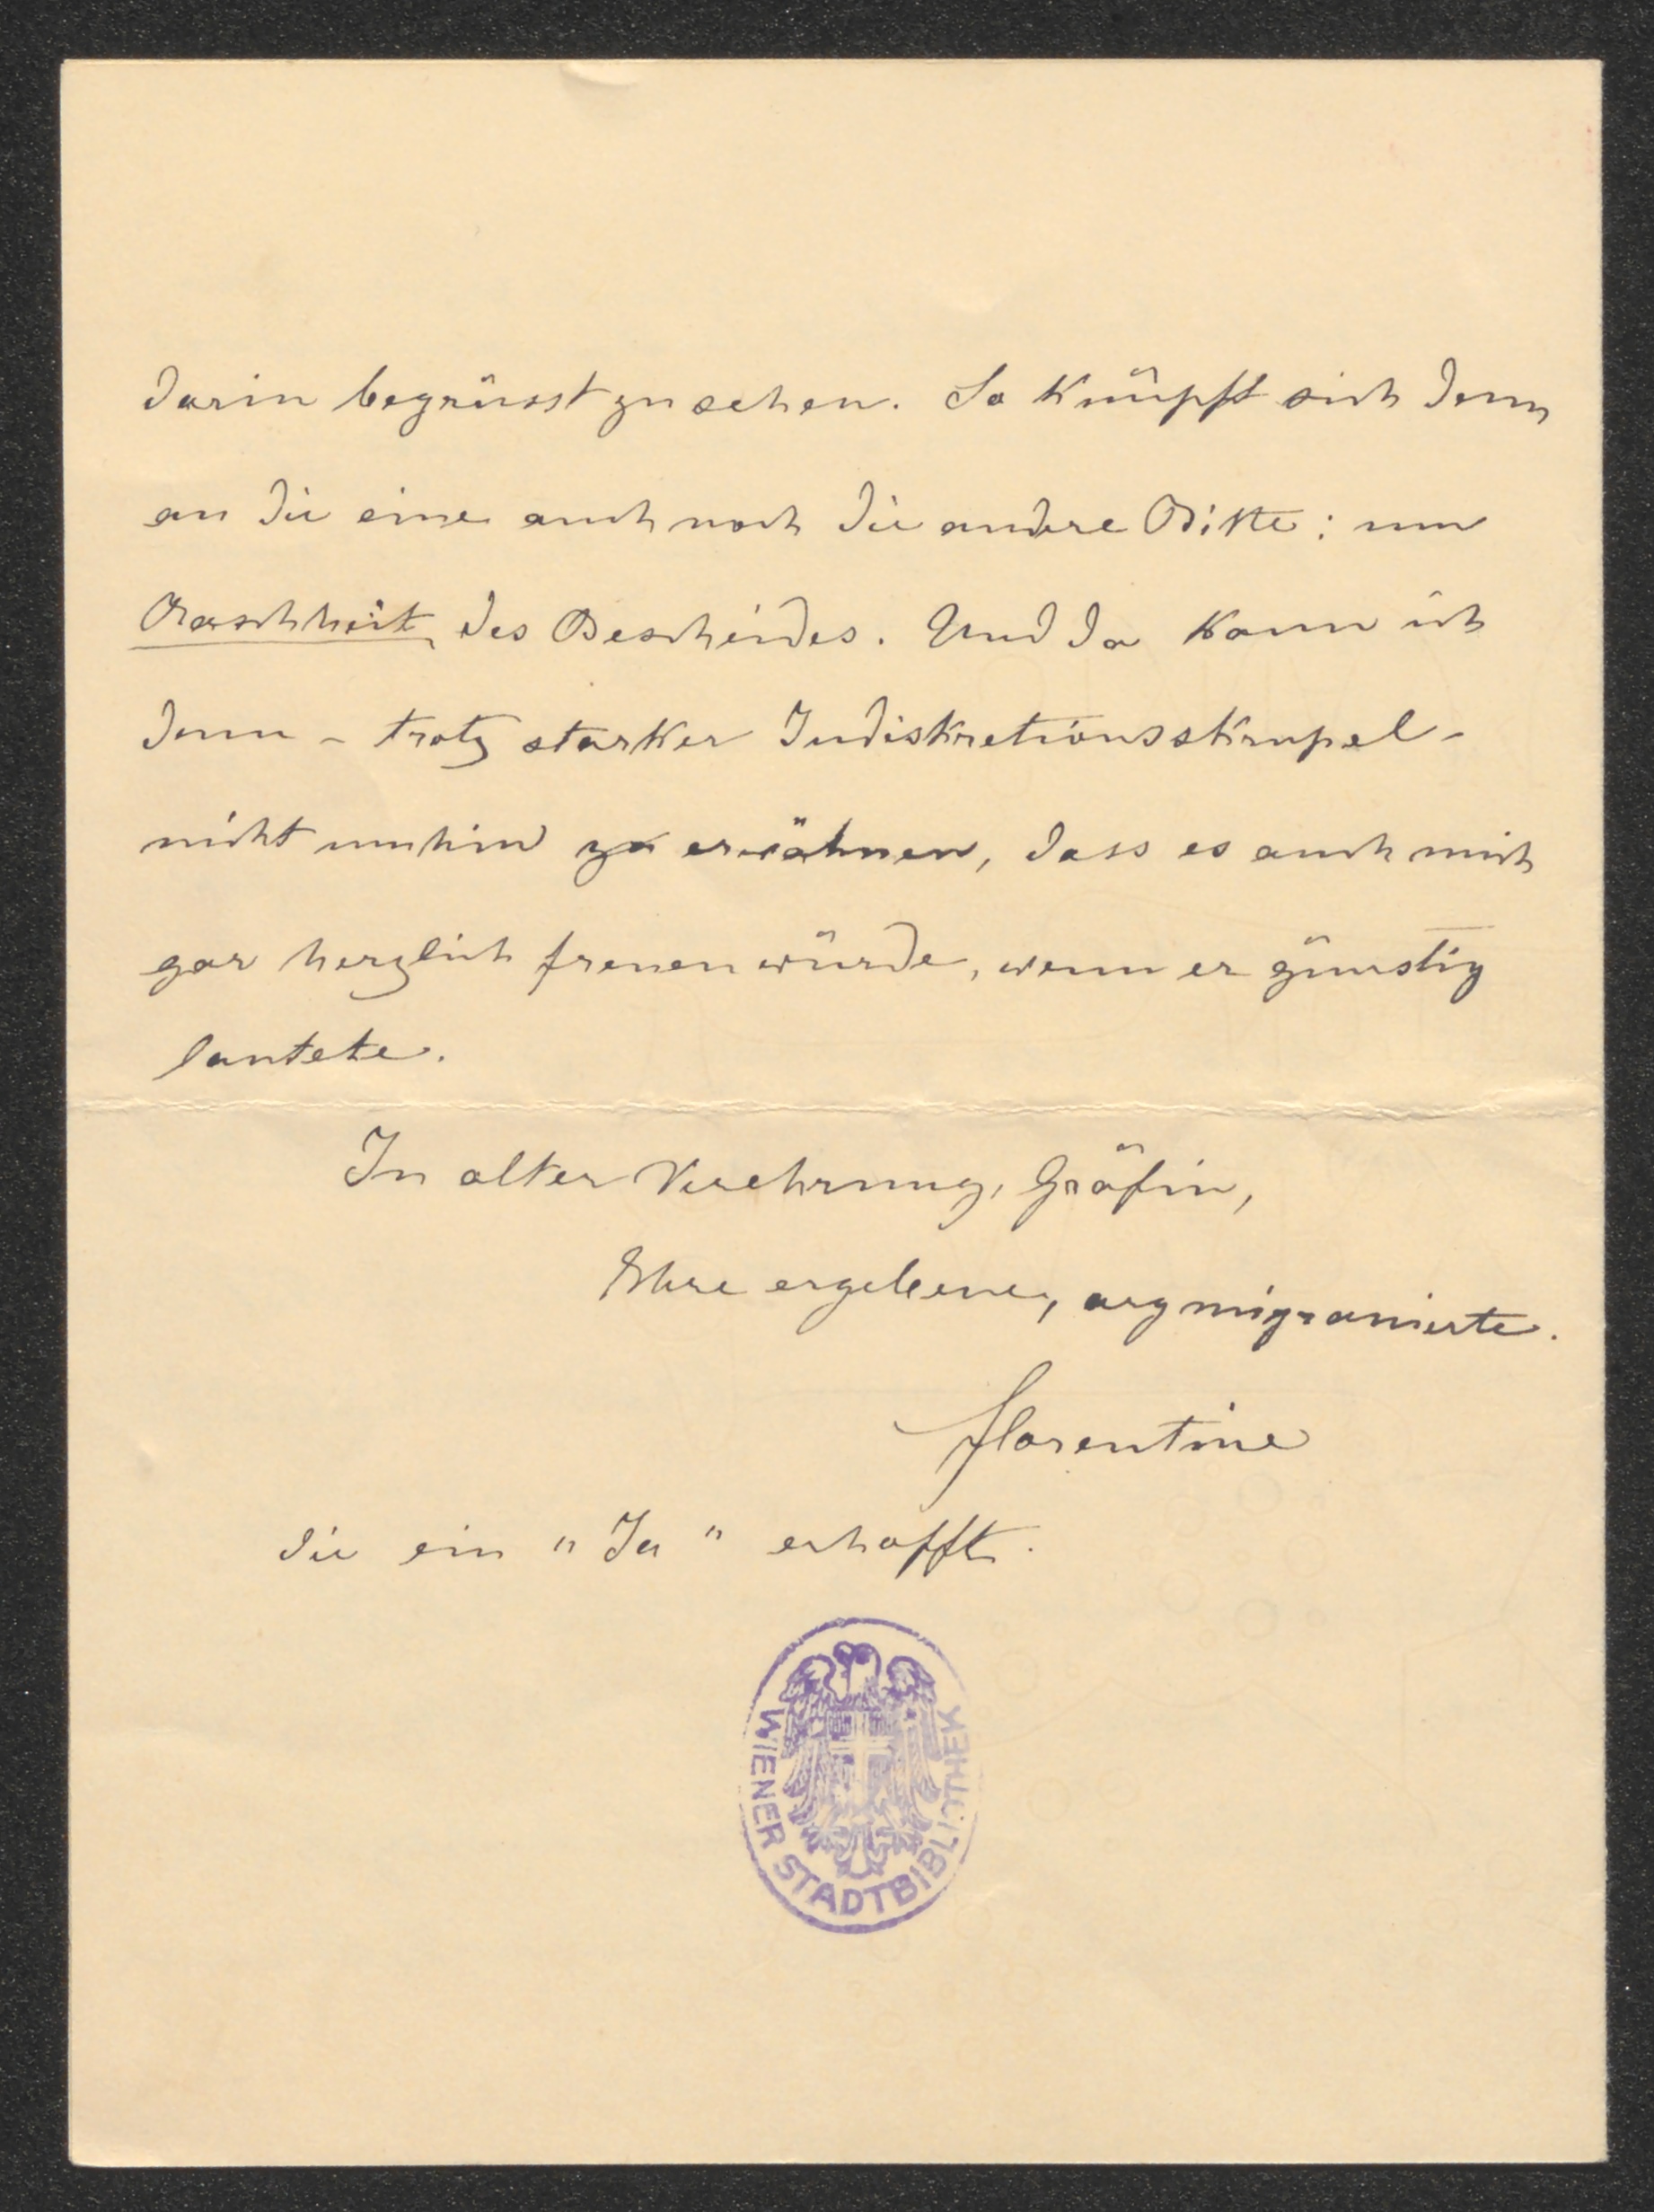 darin begrüsst zu sehen. So knüpft sich denn
an die eine auch noch die andere Bitte: um
Raschheit des Bescheides. Und da kann ich
denn – trotz starker Indiskretionsskrupel –
nicht umhin zu erwähnen, dass es auch mich
gar herzlich freuen würde, wenn er günstig
lautete.
In alter Verehrung, Gräfin,
Ihre ergebene, arg migranierte.
Florentine
die ein "Ja" erhofft.
WIENER STADTBIBLIOTHEK